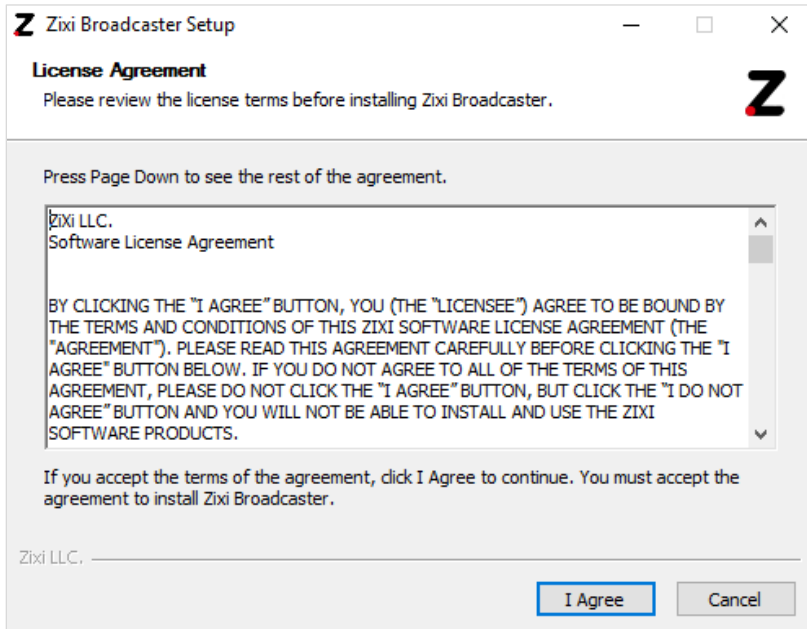 Z Zixi Broadcaster Setup
License Agreement
Please review the license terms before installing Zixi Broadcaster.
Z
Press Page Down to see the rest of the agreement.
ZiXi LLC.
Software License Agreement
BY CLICKING THE “I AGREE” BUTTON, YOU (THE “LICENSEE”) AGREE TO BE BOUND BY
THE TERMS AND CONDITIONS OF THIS ZIXI SOFTWARE LICENSE AGREEMENT (THE
"AGREEMENT"). PLEASE READ THIS AGREEMENT CAREFULLY BEFORE CLICKING THE "I
AGREE" BUTTON BELOW. IF YOU DO NOT AGREE TO ALL OF THE TERMS OF THIS
AGREEMENT, PLEASE DO NOT CLICK THE “I AGREE” BUTTON, BUT CLICK THE “I DO NOT
AGREE” BUTTON AND YOU WILL NOT BE ABLE TO INSTALL AND USE THE ZIXI
SOFTWARE PRODUCTS.
If you accept the terms of the agreement, click I Agree to continue. You must accept the
agreement to install Zixi Broadcaster.
Zixi LLC.
I Agree Cancel